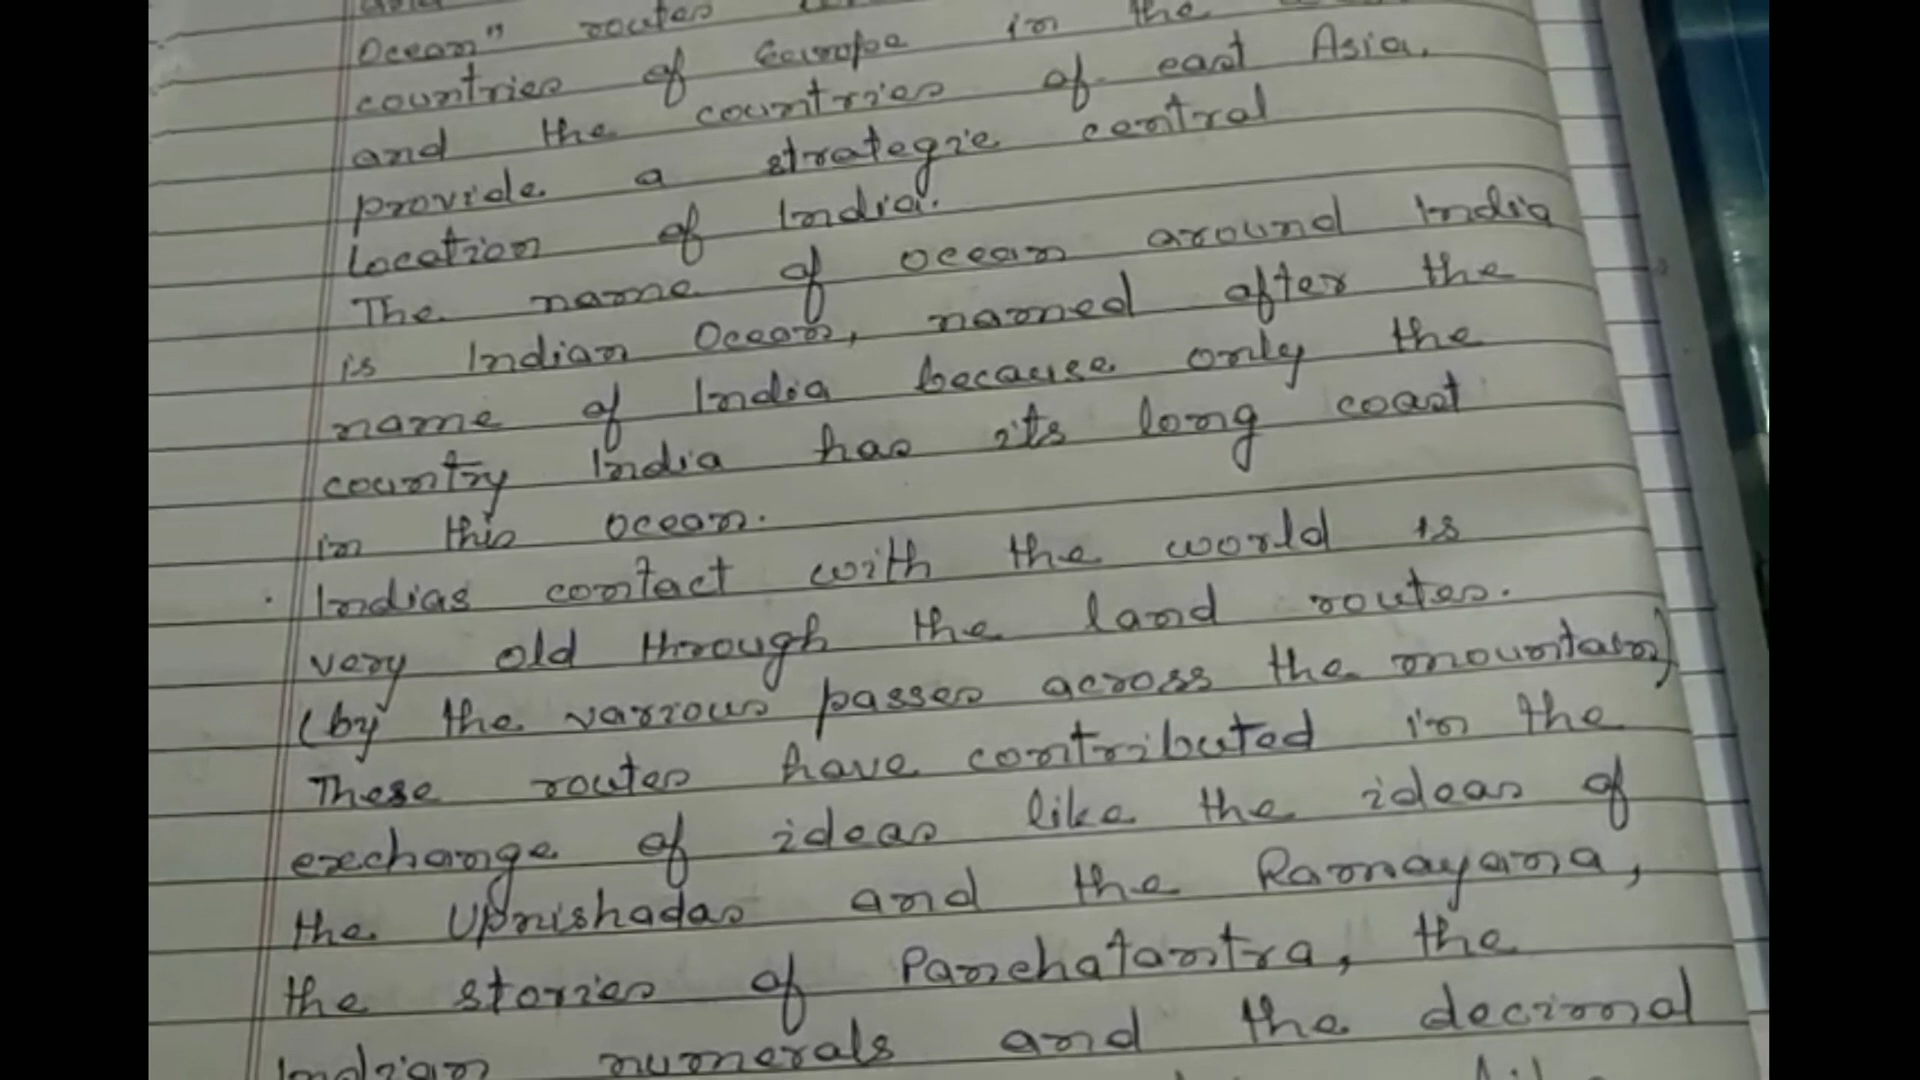 Ocean" routes
countries of Europe in the
and the countries of east Asia.
provide a strategic central
location of India.
The name of ocean around India
is Indian Ocean, named after the
name of India because only the
country India has its long coast
in this ocean.
Indias contact with the world is
very old through the land routes.
(by the various passes across the mountain)
These routes have contributed in the
exchange of ideas like the ideas of
the Upnishadas and the Ramayana,
the stories of Panchatantra, the
Indian numerals and the decimal